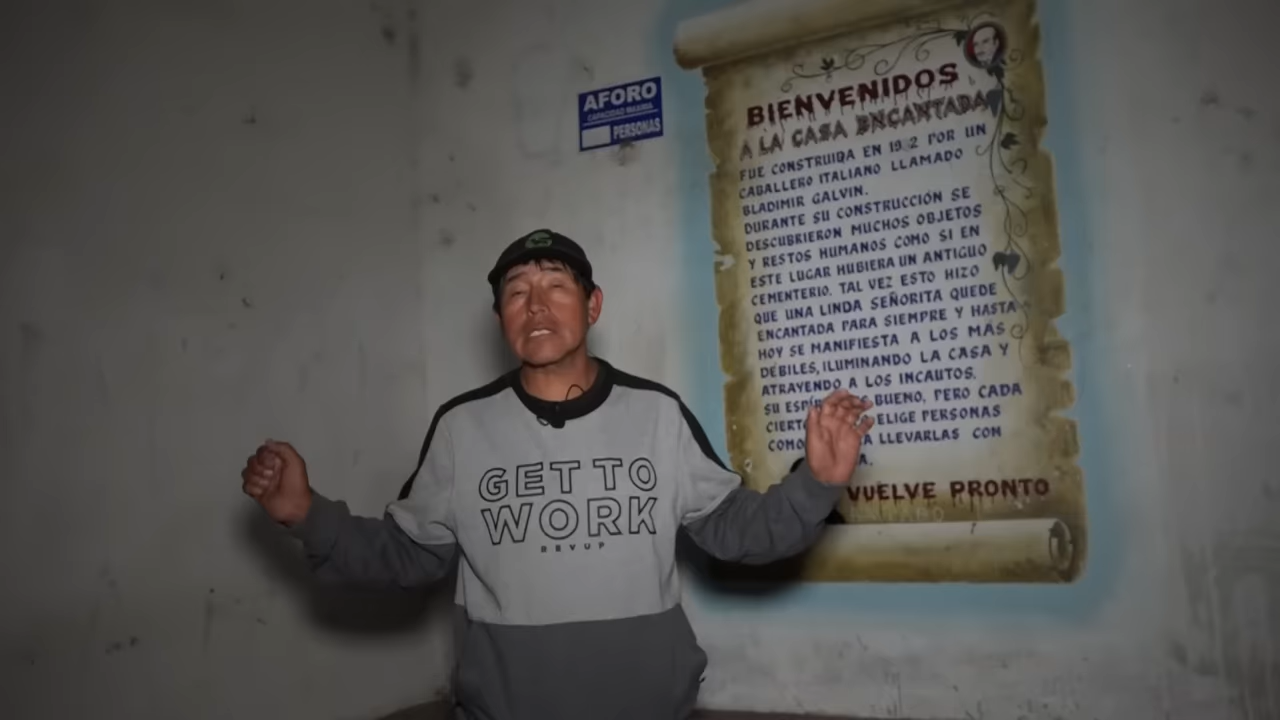 AFORO
CAPACIDAD MAXIMA
PERSONAS
BIENVENIDOS
A LA CASA ENCANTADA
FUE CONSTRUIDA EN 19 2 POR UN
CABALLERO ITALIANO LLAMADO
BLADIMIR GALVIN.
DURANTE SU CONSTRUCCIÓN SE
DESCUBRIERON MUCHOS OBJETOS
Y RESTOS HUMANOS COMO SI EN
ESTE LUGAR HUBIERA UN ANTIGUO
CEMENTERIO. TAL VEZ ESTO HIZO
QUE UNA LINDA SEÑORITA QUEDE
ENCANTADA PARA SIEMPRE Y HASTA
HOY SE MANIFIESTA A LOS MÁS
DÉBILES, ILUMINANDO LA CASA Y
ATRAYENDO A LOS INCAUTOS.
SU BUENO, PERO CADA
ELIGE PERSONAS
LLEVARLAS CON
VUELVE PRONTO
GET TO
WORK
DEVUP